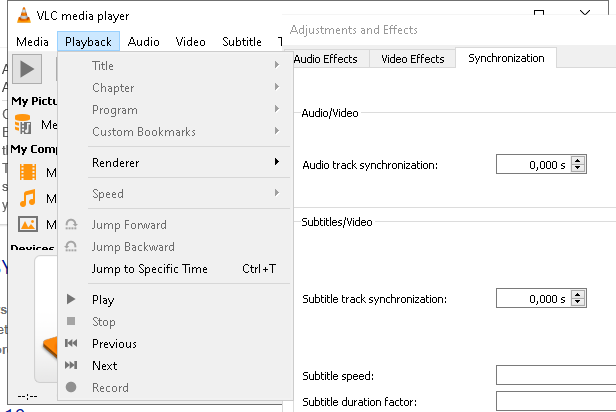 VLC media player
Media Playback Audio Video Subtitle T
Title
Chapter
Program
Custom Bookmarks
Renderer
Speed
Jump Forward
Jump Backward
Jump to Specific Time Ctrl+T
Play
Stop
Previous
Next
Record
My Pictu
Me
My Comp
M
M
M
Devices
--:--
Adjustments and Effects
Audio Effects Video Effects Synchronization
Audio/Video
Audio track synchronization: 0,000 s
Subtitles/Video
Subtitle track synchronization: 0,000 s
Subtitle speed:
Subtitle duration factor: